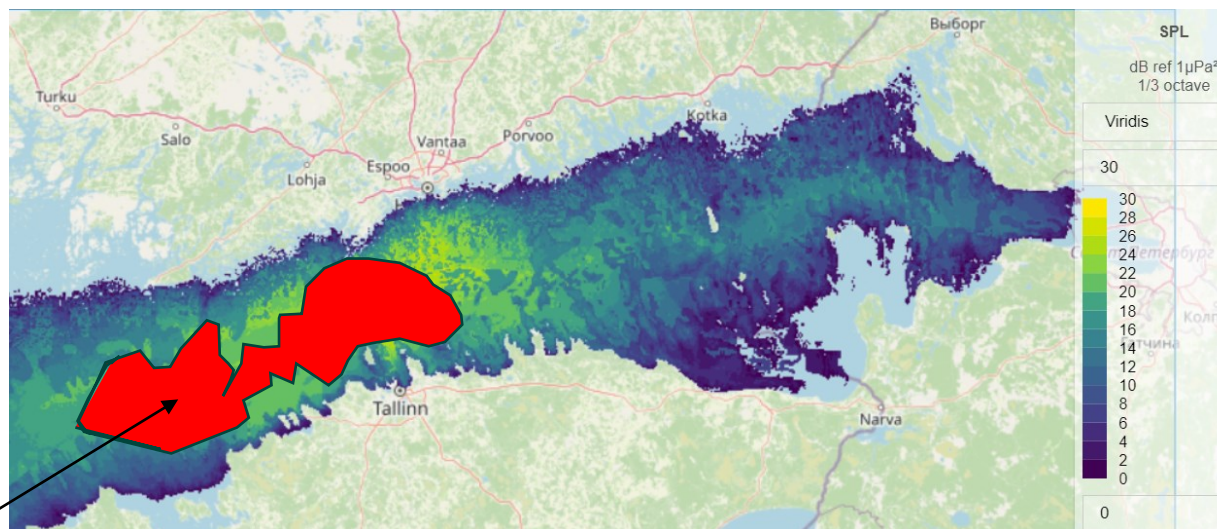 Выборг
SPL
dB ref 1µPa²
1/3 octave
Turku
Kotka
Viridis
Salo
Porvoo
Vantaa
Espoo
Lohja
30
30
28
26
24
22
20
18
16
14
12
10
8
6
4
2
0
Tallinn
Narva
0